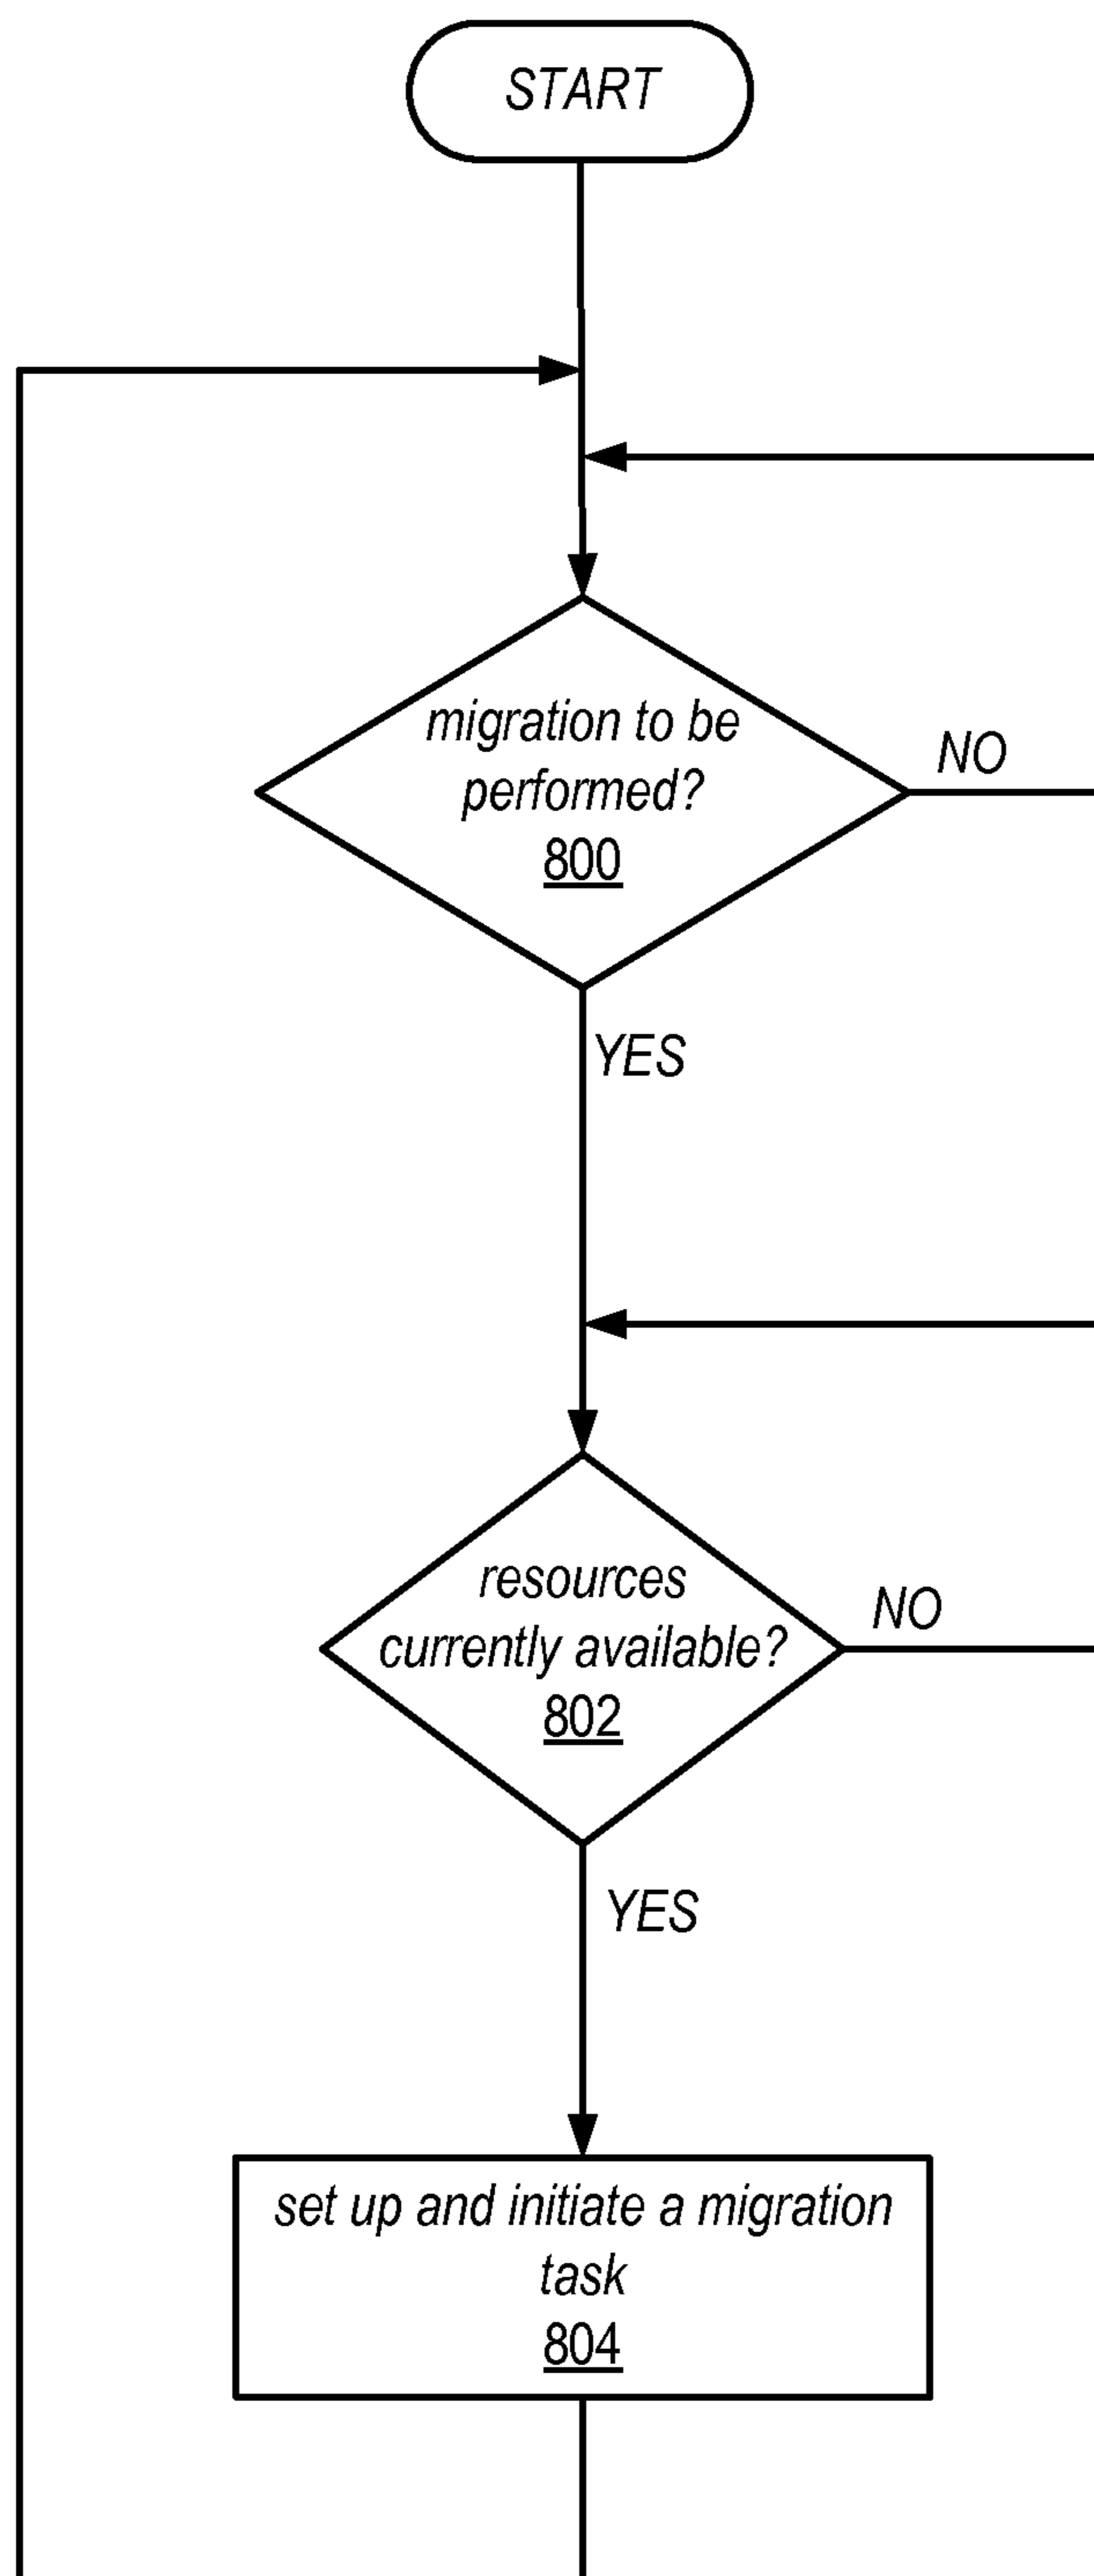 START
migration to be
performed?
800
NO
YES
resources
currently available?
802
NO
YES
set up and initiate a migration
task
804